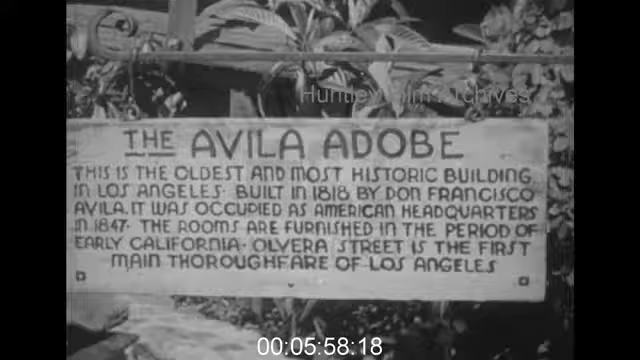 Huntley Film Archives
THE AVILA ADOBE
THIS IS THE OLDEST AND MOST HISTORIC BUILDING
IN LOS ANGELES· BUILT IN 1818 BY DON FRANCISCO
AVILA. IT WAS OCCUPIED AS AMERICAN HEADQUARTERS
IN 1847· THE ROOMS ARE FURNISHED IN THE PERIOD OF
EARLY CALIFORNIA· OLVERA STREET IS THE FIRST
MAIN THOROUGHFARE OF LOS ANGELES
00:05:58:18